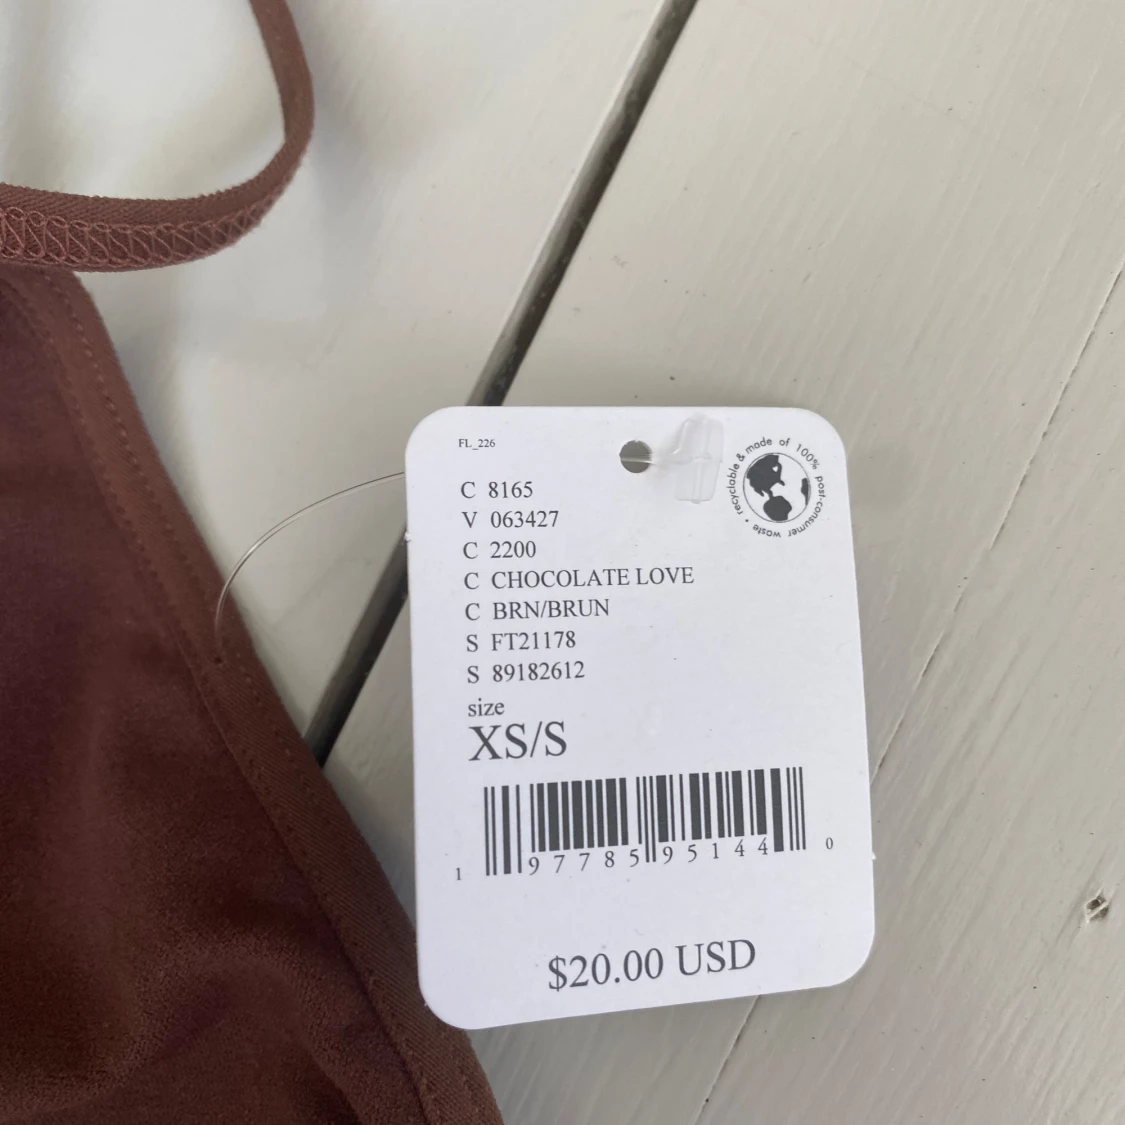 FL_226
recyclable & made of 100% post-consumer waste •
C 8165
V 063427
C 2200
C CHOCOLATE LOVE
C BRN/BRUN
S FT21178
S 89182612
size
XS/S
1 97785 95144 0
$20.00 USD